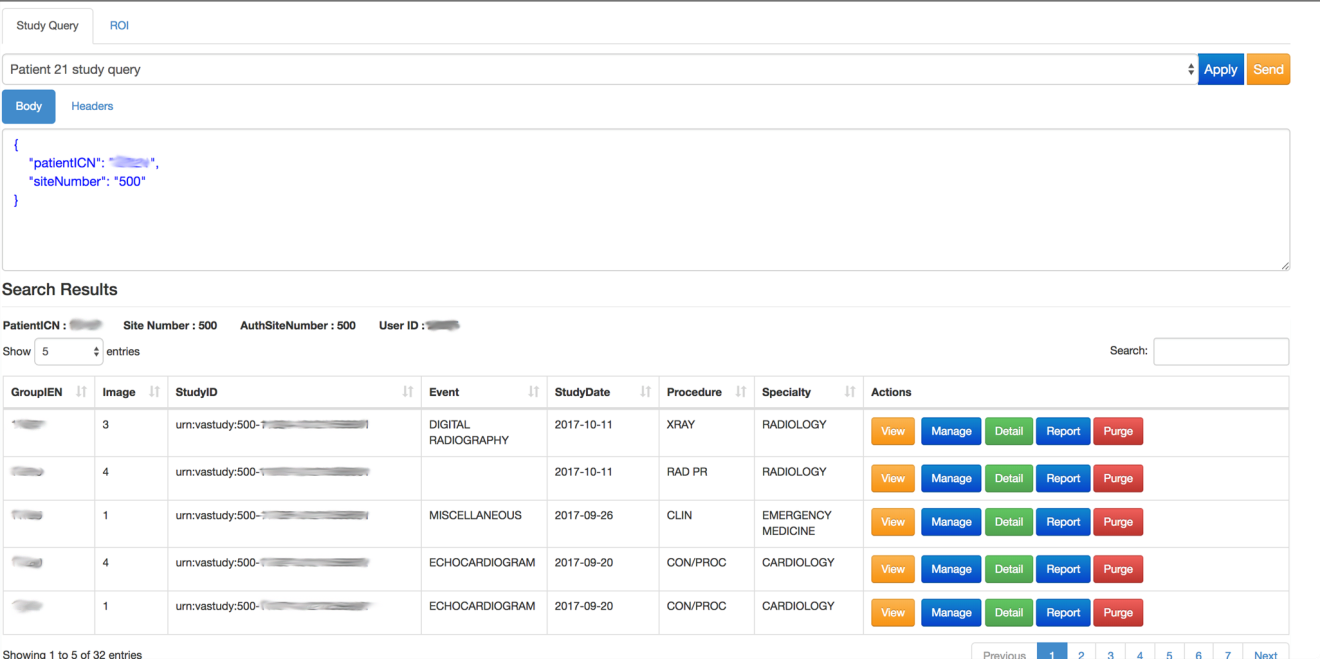 Study Query ROI
Patient 21 study query Apply Send
Body Headers
{
"patientICN": " ",
"siteNumber": "500"
}
Search Results
PatientICN : Site Number : 500 AuthSiteNumber : 500 User ID :
Show 5 entries Search:
GroupIEN Image StudyID Event StudyDate Procedure Specialty Actions
3 urn:vastudy:500- DIGITAL RADIOGRAPHY 2017-10-11 XRAY RADIOLOGY View Manage Detail Report Purge
4 urn:vastudy:500- 2017-10-11 RAD PR RADIOLOGY View Manage Detail Report Purge
1 urn:vastudy:500- MISCELLANEOUS 2017-09-26 CLIN EMERGENCY MEDICINE View Manage Detail Report Purge
4 urn:vastudy:500- ECHOCARDIOGRAM 2017-09-20 CON/PROC CARDIOLOGY View Manage Detail Report Purge
1 urn:vastudy:500- ECHOCARDIOGRAM 2017-09-20 CON/PROC CARDIOLOGY View Manage Detail Report Purge
Showing 1 to 5 of 32 entries Previous 1 2 3 4 5 6 7 Next